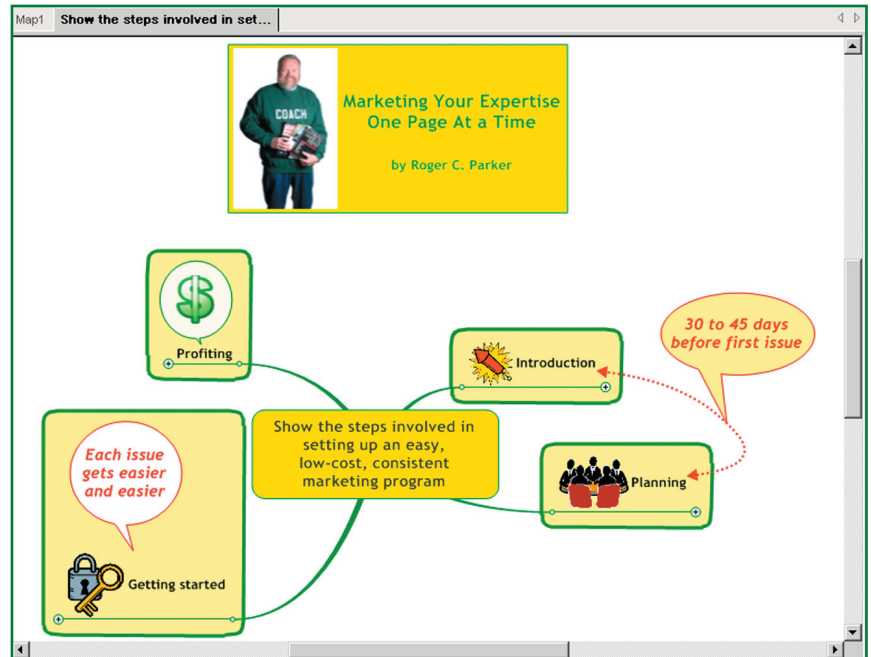 Map1 Show the steps involved in set...
COACH
Marketing Your Expertise
One Page At a Time
by Roger C. Parker
Profiting
Introduction
30 to 45 days
before first issue
Show the steps involved in
setting up an easy,
low-cost, consistent
marketing program
Each issue
gets easier
and easier
Planning
Getting started